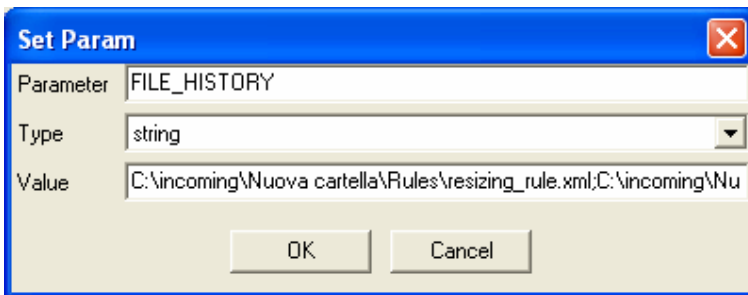 Set Param
Parameter FILE_HISTORY
Type string
Value C:\incoming\Nuova cartella\Rules\resizing_rule.xml;C:\incoming\Nu
OK Cancel